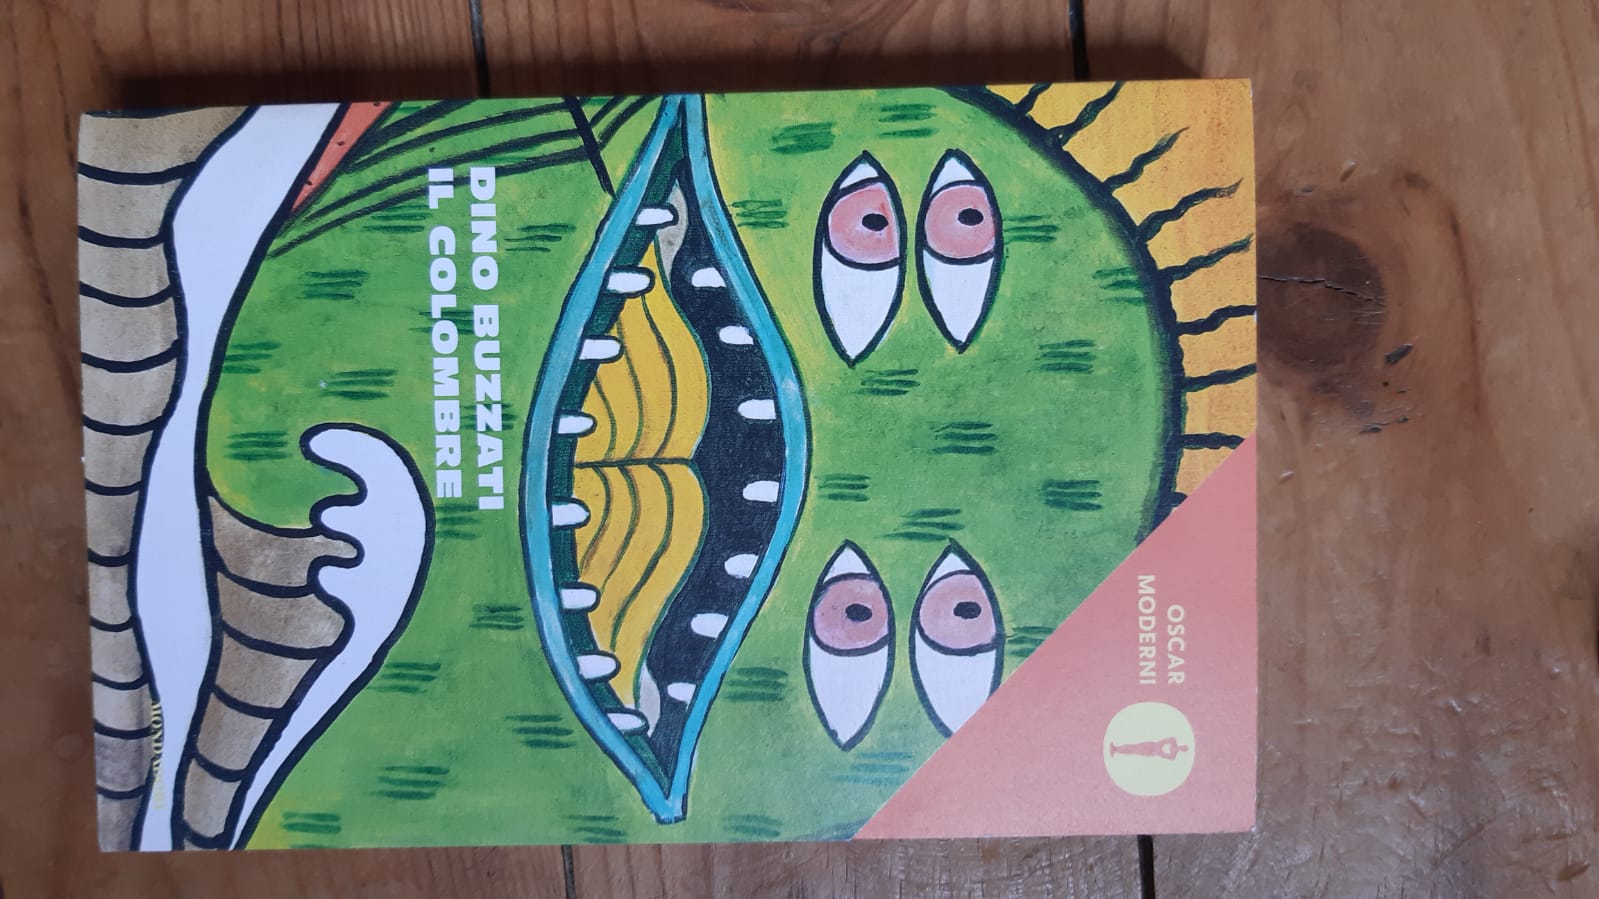 OSCAR
MODERNI
DINO BUZZATI
IL COLOMBRE
MONDADORI